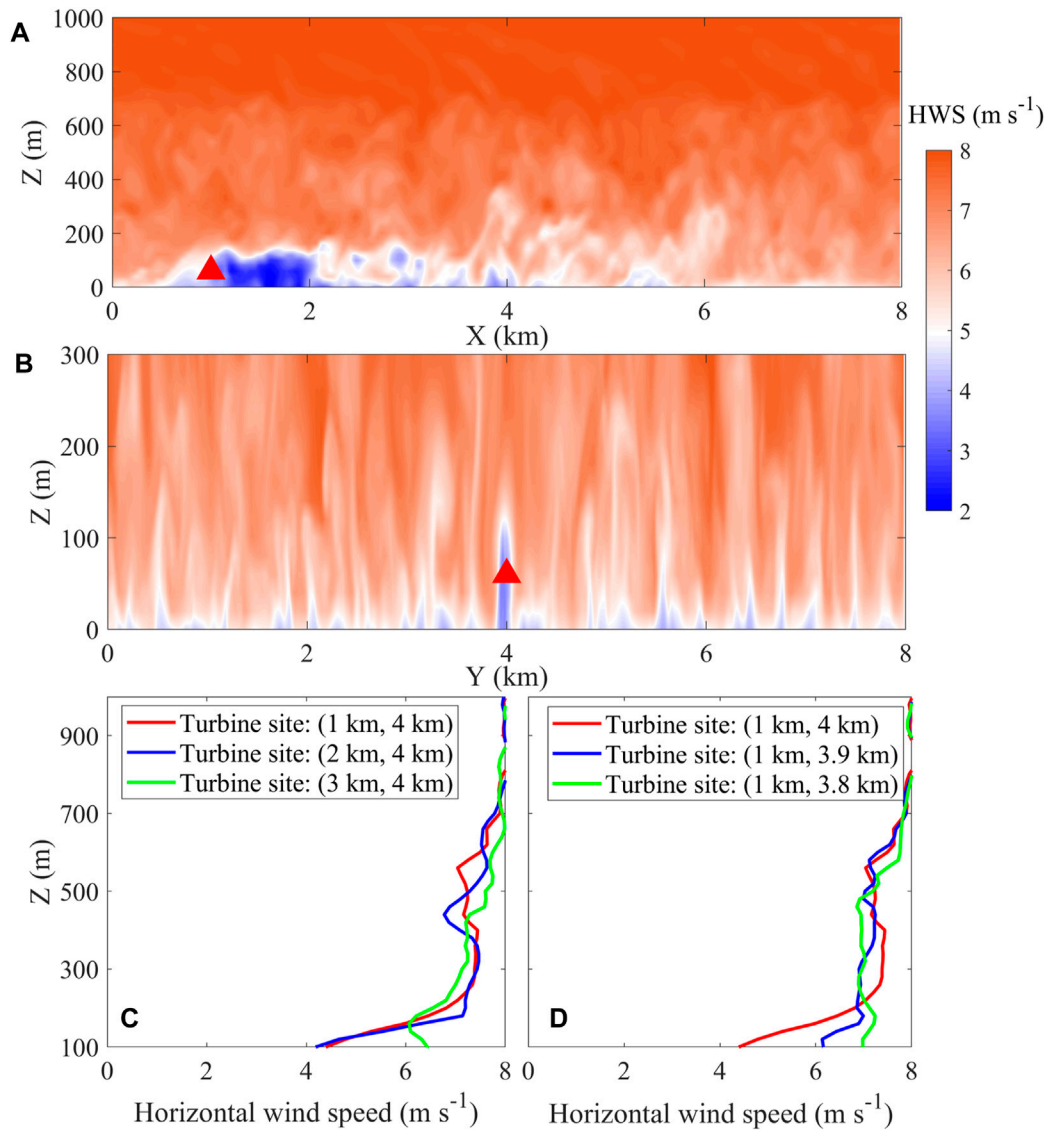 A
1000
800
600
400
200
0
Z (m)
0 2 4 6 8
X (km)
HWS (m s⁻¹)
8
7
6
5
4
3
2
B
300
200
100
0
Z (m)
0 2 4 6 8
Y (km)
Turbine site: (1 km, 4 km)
Turbine site: (2 km, 4 km)
Turbine site: (3 km, 4 km)
900
700
500
300
100
Z (m)
C
0 2 4 6 8
Horizontal wind speed (m s⁻¹)
Turbine site: (1 km, 4 km)
Turbine site: (1 km, 3.9 km)
Turbine site: (1 km, 3.8 km)
D
0 2 4 6 8
Horizontal wind speed (m s⁻¹)